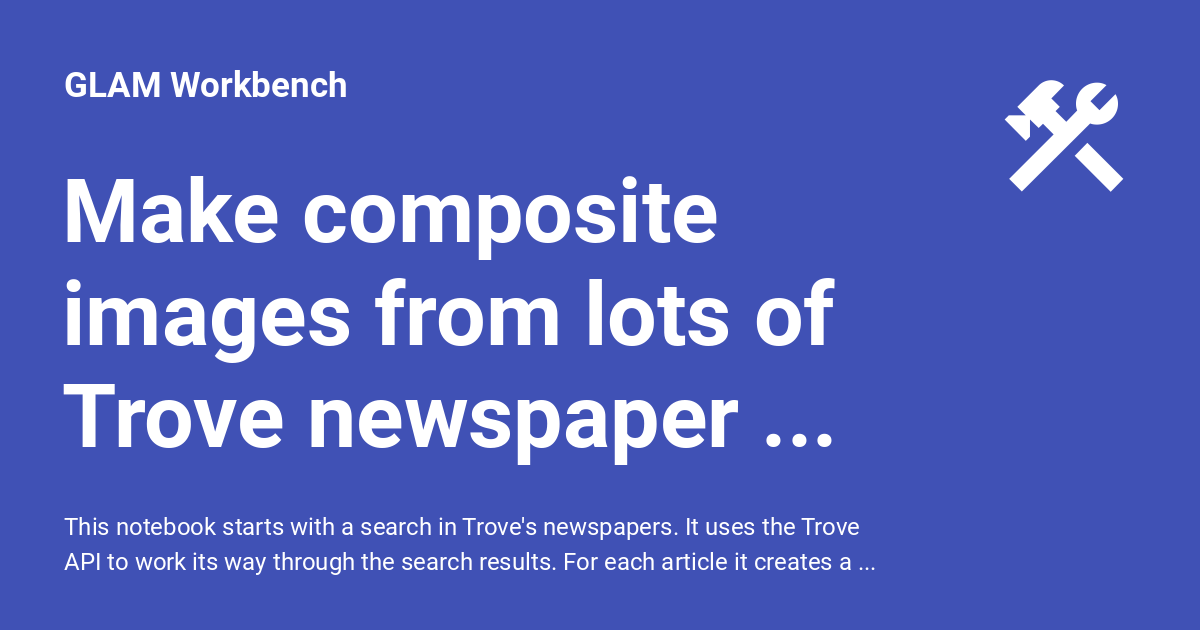 GLAM Workbench
Make composite
images from lots of
Trove newspaper ...
This notebook starts with a search in Trove's newspapers. It uses the Trove
API to work its way through the search results. For each article it creates a ...